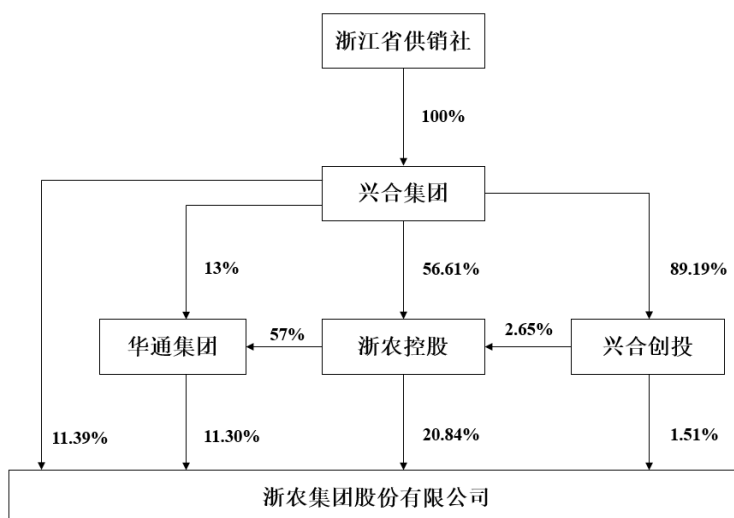 浙江省供销社
100%
兴合集团
13%
56.61%
89.19%
华通集团
57%
浙农控股
2.65%
兴合创投
11.39%
11.30%
20.84%
1.51%
浙农集团股份有限公司